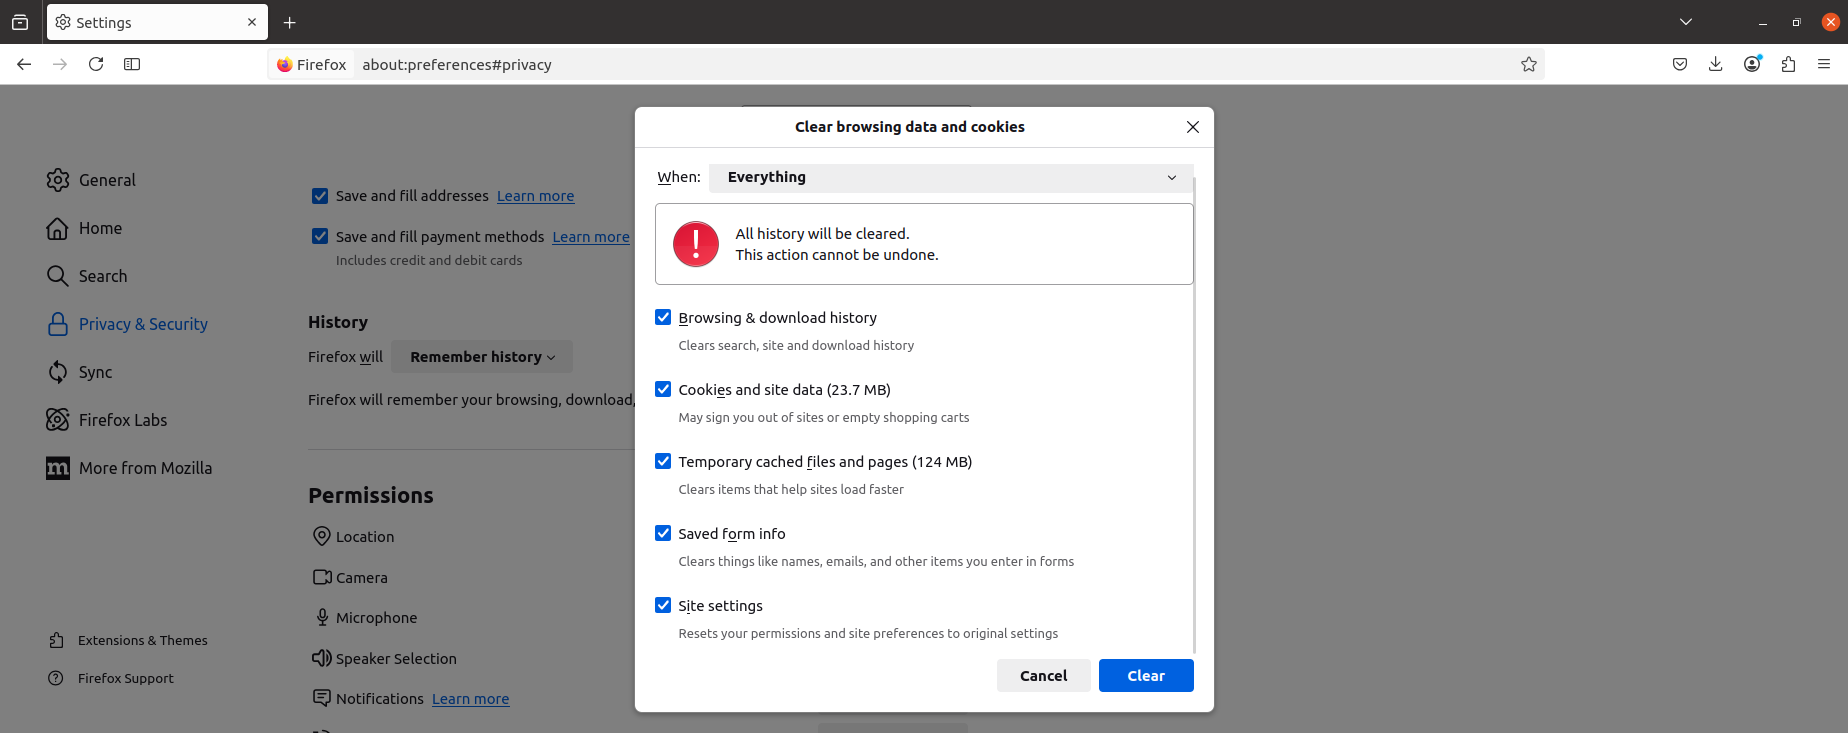 Settings
Firefox
about:preferences#privacy
General
Home
Search
Privacy & Security
Sync
Firefox Labs
More from Mozilla
Extensions & Themes
Firefox Support
Save and fill addresses Learn more
Save and fill payment methods Learn more
Includes credit and debit cards
History
Firefox will Remember history
Firefox will remember your browsing, download,
Permissions
Location
Camera
Microphone
Speaker Selection
Notifications Learn more
Clear browsing data and cookies
When: Everything
All history will be cleared.
This action cannot be undone.
Browsing & download history
Clears search, site and download history
Cookies and site data (23.7 MB)
May sign you out of sites or empty shopping carts
Temporary cached files and pages (124 MB)
Clears items that help sites load faster
Saved form info
Clears things like names, emails, and other items you enter in forms
Site settings
Resets your permissions and site preferences to original settings
Cancel Clear